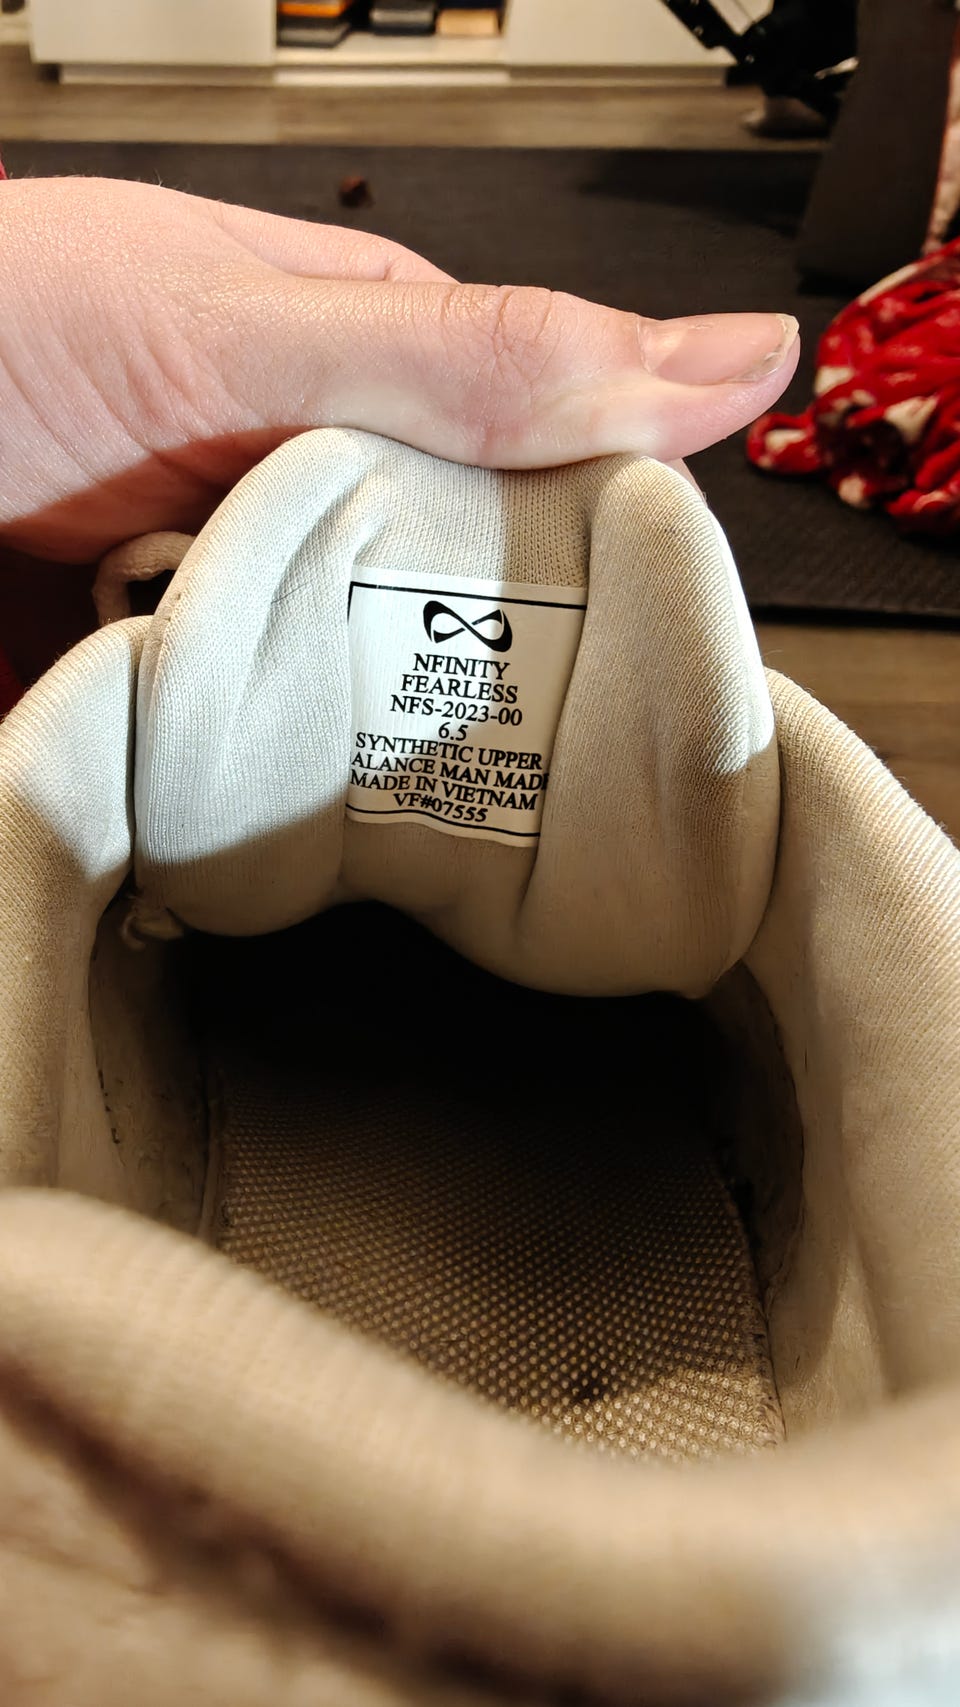 NFINITY
FEARLESS
NFS-2023-00
6.5
SYNTHETIC UPPER
ALANCE MAN MADE
MADE IN VIETNAM
VF#07555